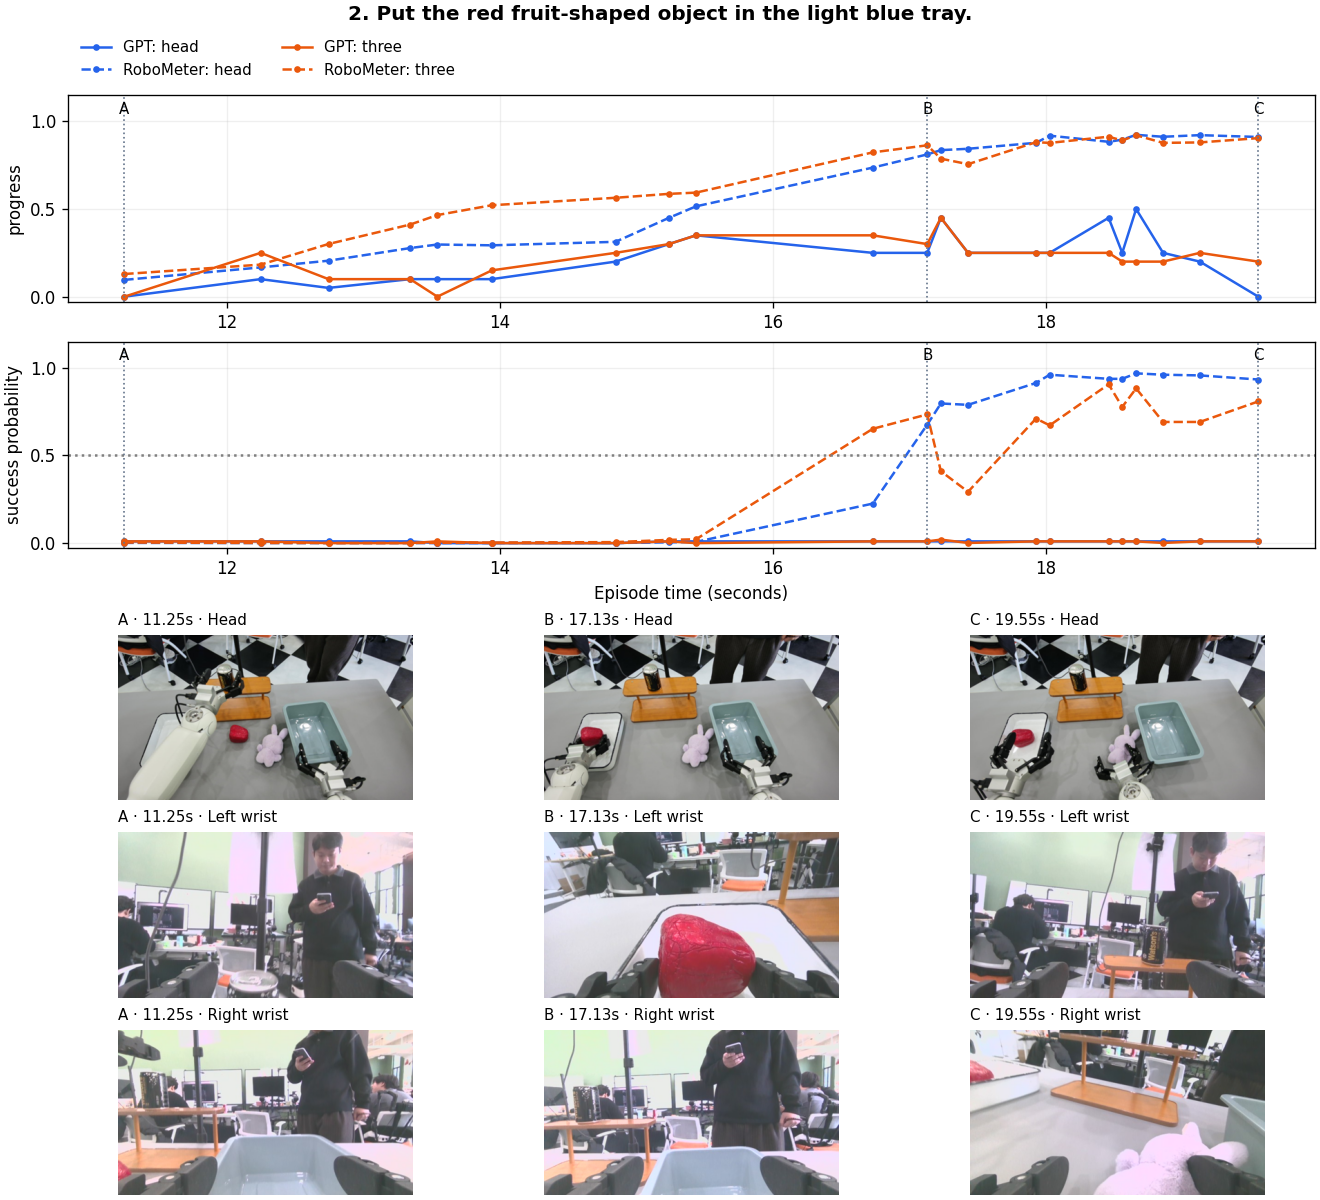 2. Put the red fruit-shaped object in the light blue tray.
GPT: head
RoboMeter: head
GPT: three
RoboMeter: three
progress
1.0
0.5
0.0
A
B
C
12
14
16
18
success probability
1.0
0.5
0.0
A
B
C
12
14
16
18
Episode time (seconds)
A · 11.25s · Head
B · 17.13s · Head
C · 19.55s · Head
A · 11.25s · Left wrist
B · 17.13s · Left wrist
C · 19.55s · Left wrist
Watson's
A · 11.25s · Right wrist
B · 17.13s · Right wrist
C · 19.55s · Right wrist